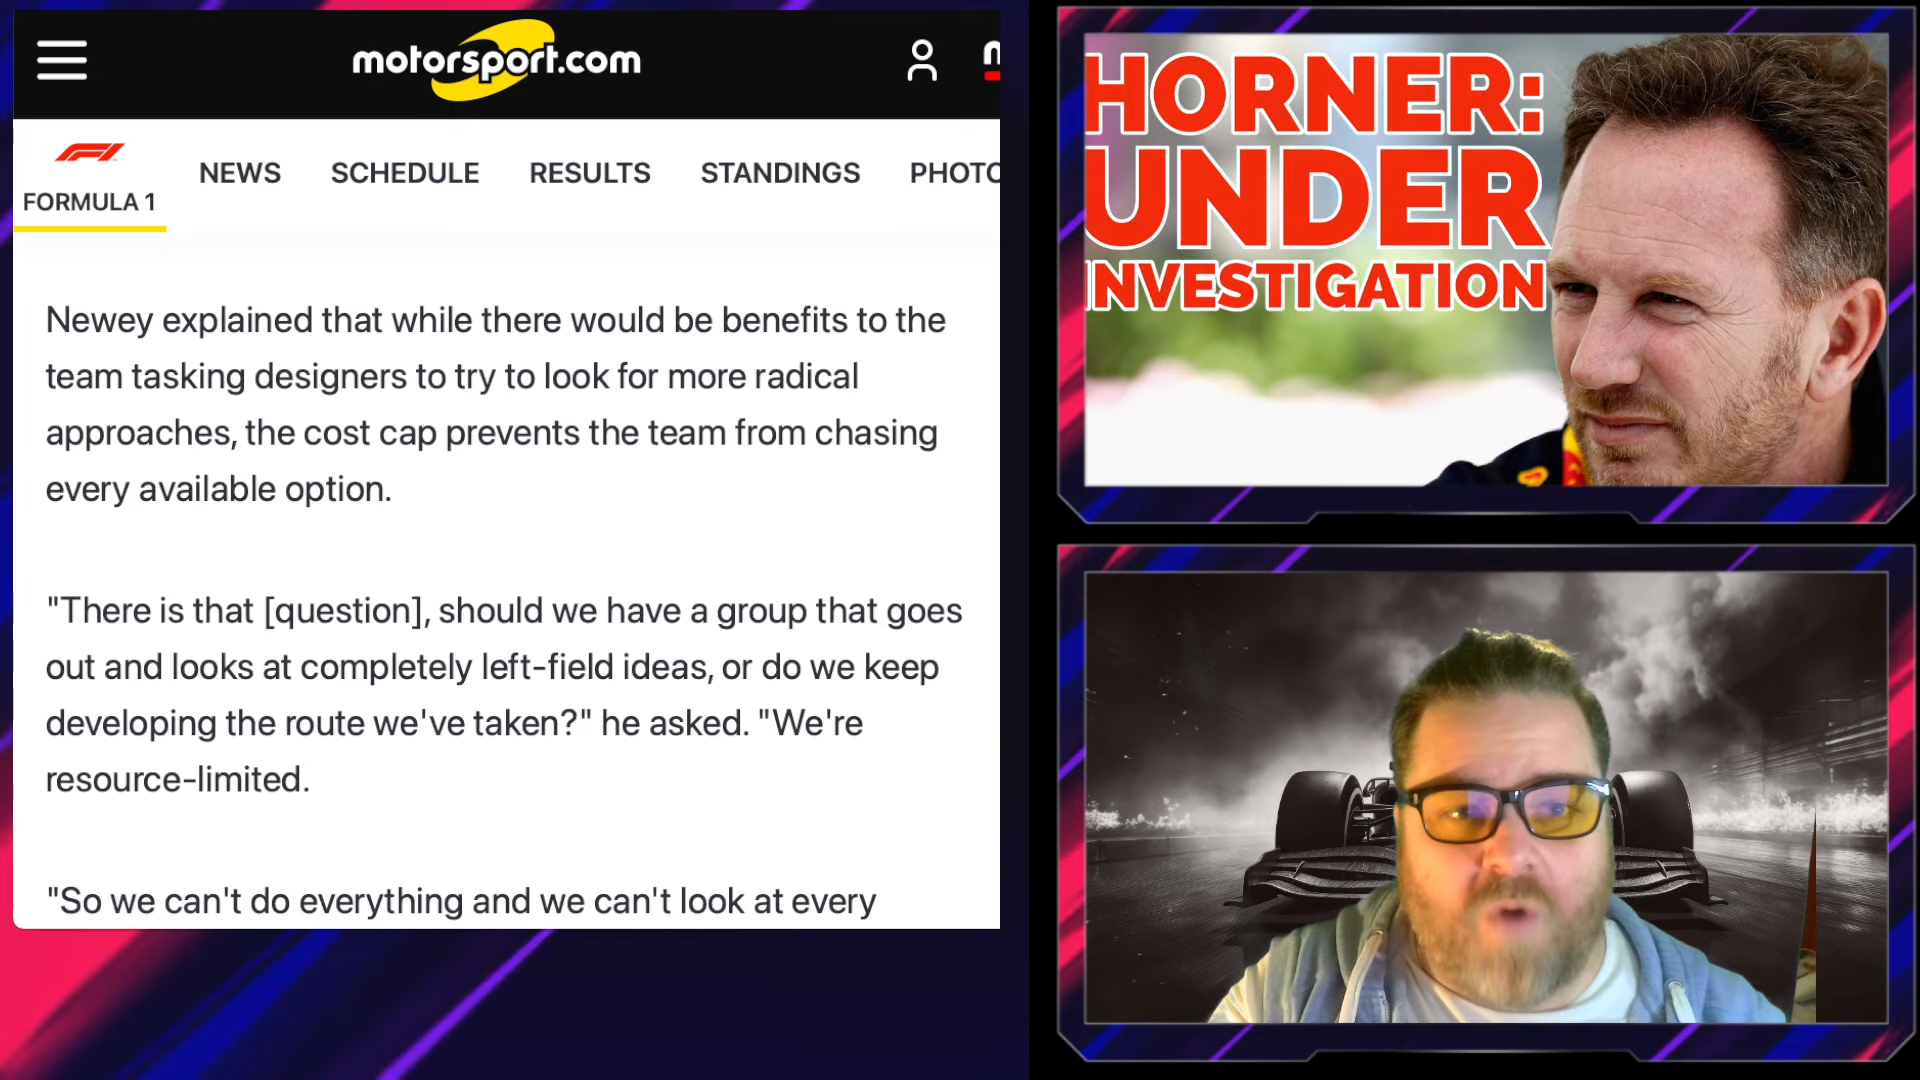 motorsport.com
FORMULA 1
NEWS
SCHEDULE
RESULTS
STANDINGS
PHOTO
Newey explained that while there would be benefits to the
team tasking designers to try to look for more radical
approaches, the cost cap prevents the team from chasing
every available option.
"There is that [question], should we have a group that goes
out and looks at completely left-field ideas, or do we keep
developing the route we've taken?" he asked. "We're
resource-limited.
"So we can't do everything and we can't look at every
HORNER:
UNDER
INVESTIGATION